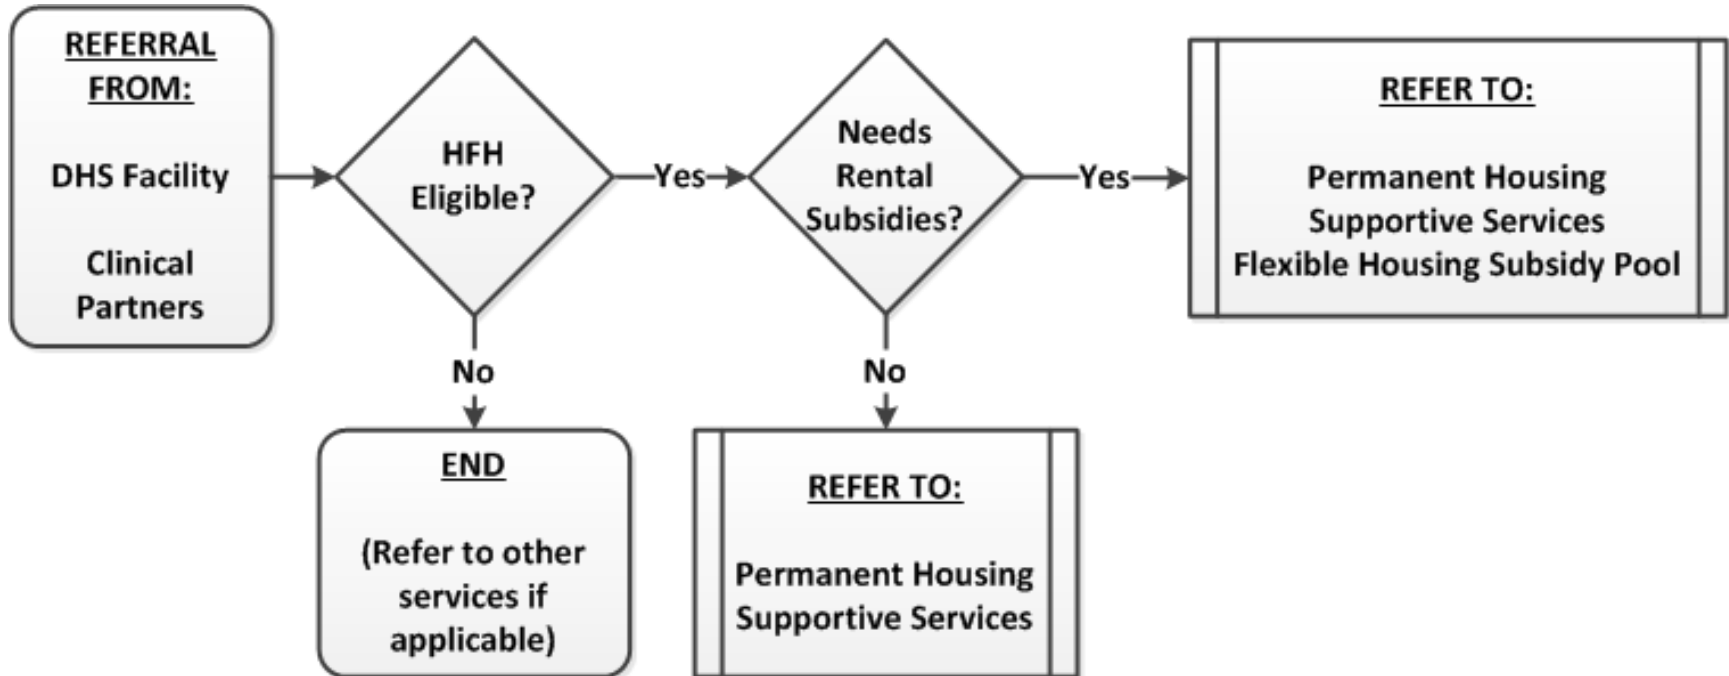 REFERRAL
FROM:
DHS Facility
Clinical
Partners
HFH
Eligible?
Yes
Needs
Rental
Subsidies?
Yes
REFER TO:
Permanent Housing
Supportive Services
Flexible Housing Subsidy Pool
No
END
(Refer to other
services if
applicable)
No
REFER TO:
Permanent Housing
Supportive Services